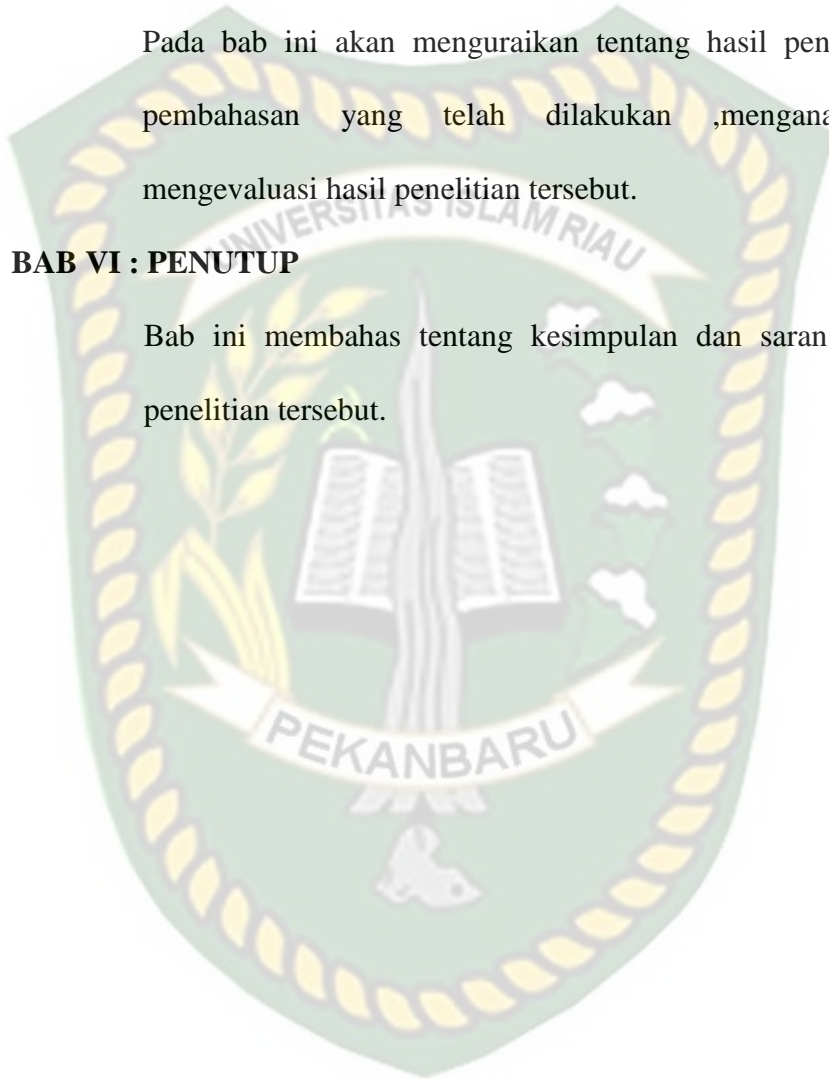 Pada bab ini akan menguraikan tentang hasil pen
pembahasan yang telah dilakukan ,mengana
mengevaluasi hasil penelitian tersebut.
UNIVERSITAS ISLAM RIAU
BAB VI : PENUTUP
Bab ini membahas tentang kesimpulan dan saran
penelitian tersebut.
PEKANBARU